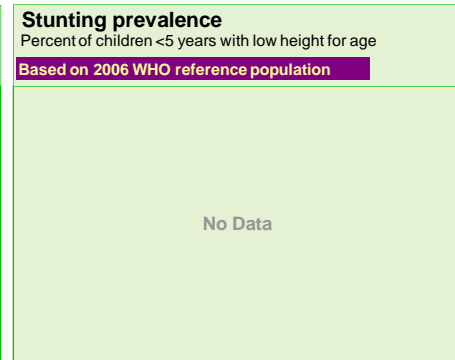 Stunting prevalence
Percent of children <5 years with low height for age
Based on 2006 WHO reference population
No Data